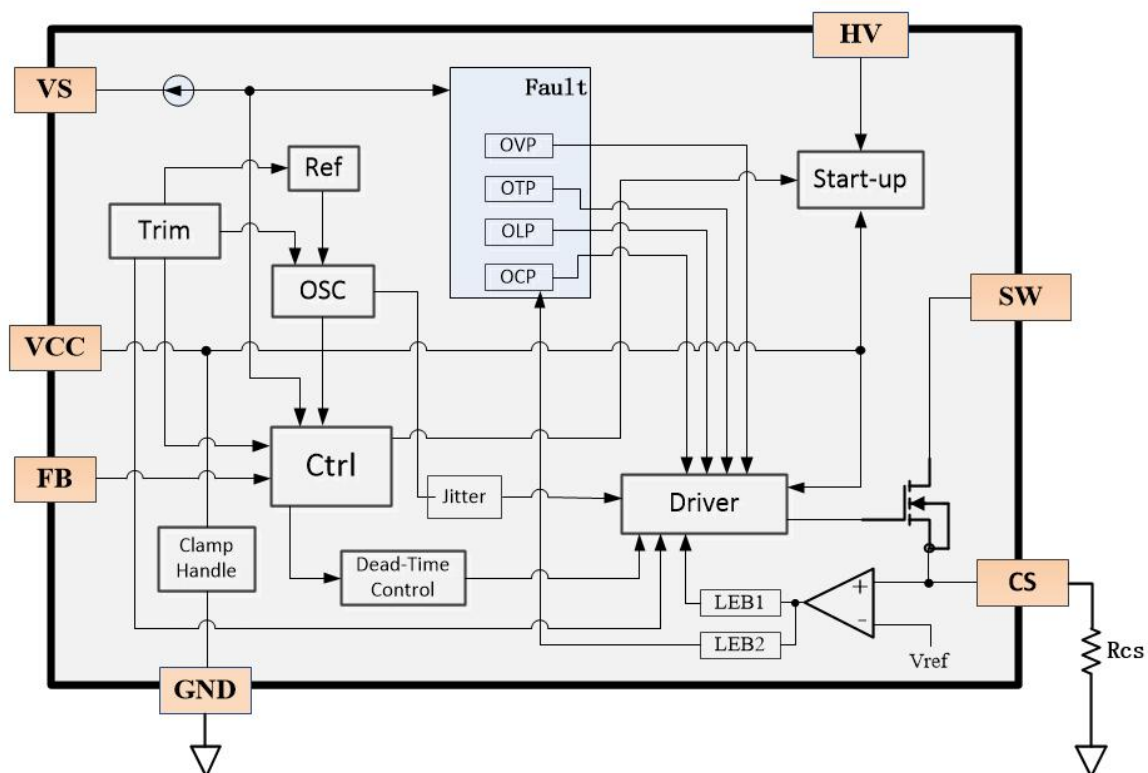 HV
VS
Fault
OVP
Ref
OTP
Start-up
Trim
OLP
OCP
OSC
SW
VCC
Ctrl
FB
Jitter
Driver
Clamp
Handle
Dead-Time
Control
+
CS
LEB1
-
LEB2
Vref
Rcs
GND